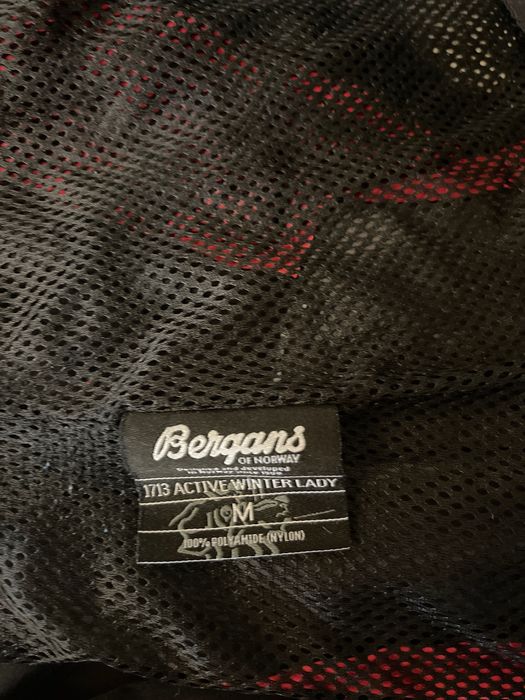 Bergans
OF NORWAY
Designed and developed
in Norway since 1908
1713 ACTIVE WINTER LADY
M
100% POLYAMIDE (NYLON)